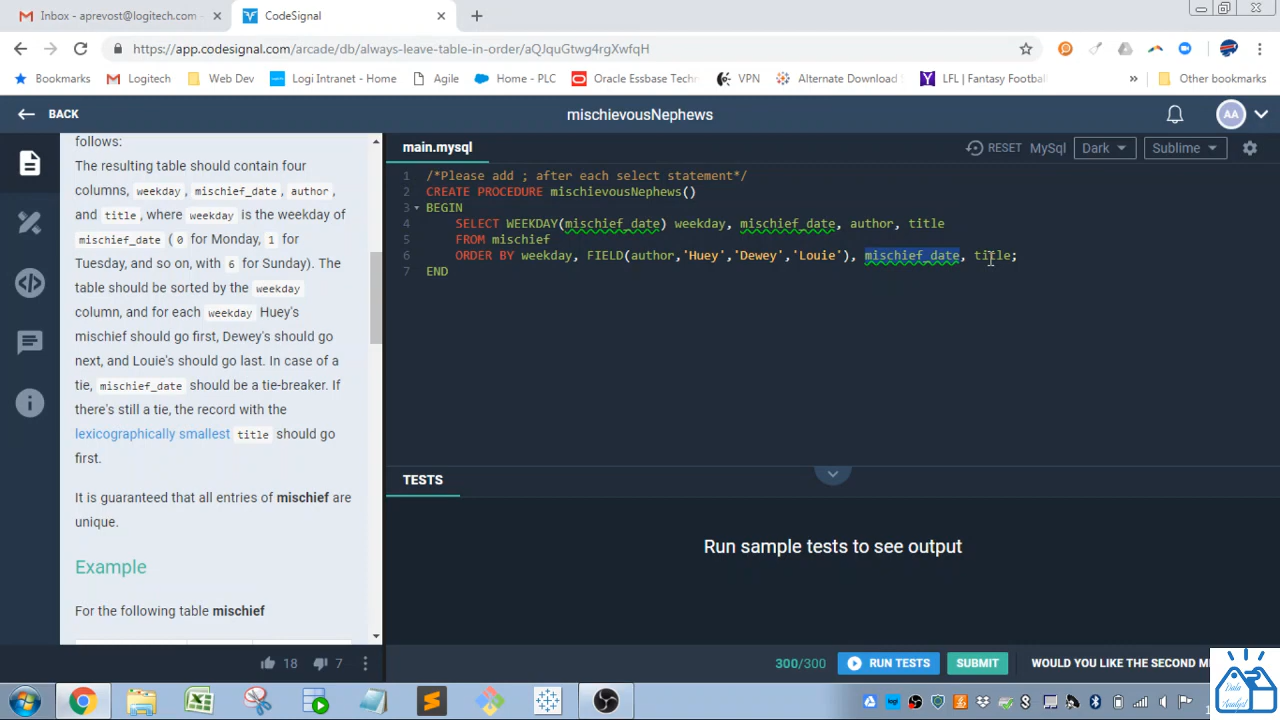 Inbox - aprevost@logitech.com
CodeSignal
https://app.codesignal.com/arcade/db/always-leave-table-in-order/aQJquGtwg4rgXwfqH
Bookmarks
Logitech
Web Dev
Logi Intranet - Home
Agile
Home - PLC
Oracle Essbase Tech
VPN
Alternate Download
LFL | Fantasy Footbal
»
Other bookmarks
BACK
mischievousNephews
AA
follows:
The resulting table should contain four
columns, weekday, mischief_date, author,
and title, where weekday is the weekday of
mischief_date (0 for Monday, 1 for
Tuesday, and so on, with 6 for Sunday). The
table should be sorted by the weekday
column, and for each weekday Huey's
mischief should go first, Dewey's should go
next, and Louie's should go last. In case of a
tie, mischief_date should be a tie-breaker. If
there's still a tie, the record with the
lexicographically smallest title should go
first.
It is guaranteed that all entries of mischief are
unique.
Example
For the following table mischief
18
7
main.mysql
RESET
MySql
Dark
Sublime
1 /*Please add ; after each select statement*/
2 CREATE PROCEDURE mischievousNephews()
3 BEGIN
4 SELECT WEEKDAY(mischief_date) weekday, mischief_date, author, title
5 FROM mischief
6 ORDER BY weekday, FIELD(author,'Huey','Dewey','Louie'), mischief_date, title;
7 END
TESTS
Run sample tests to see output
300/300
RUN TESTS
SUBMIT
WOULD YOU LIKE THE SECOND M
Data
Analyst